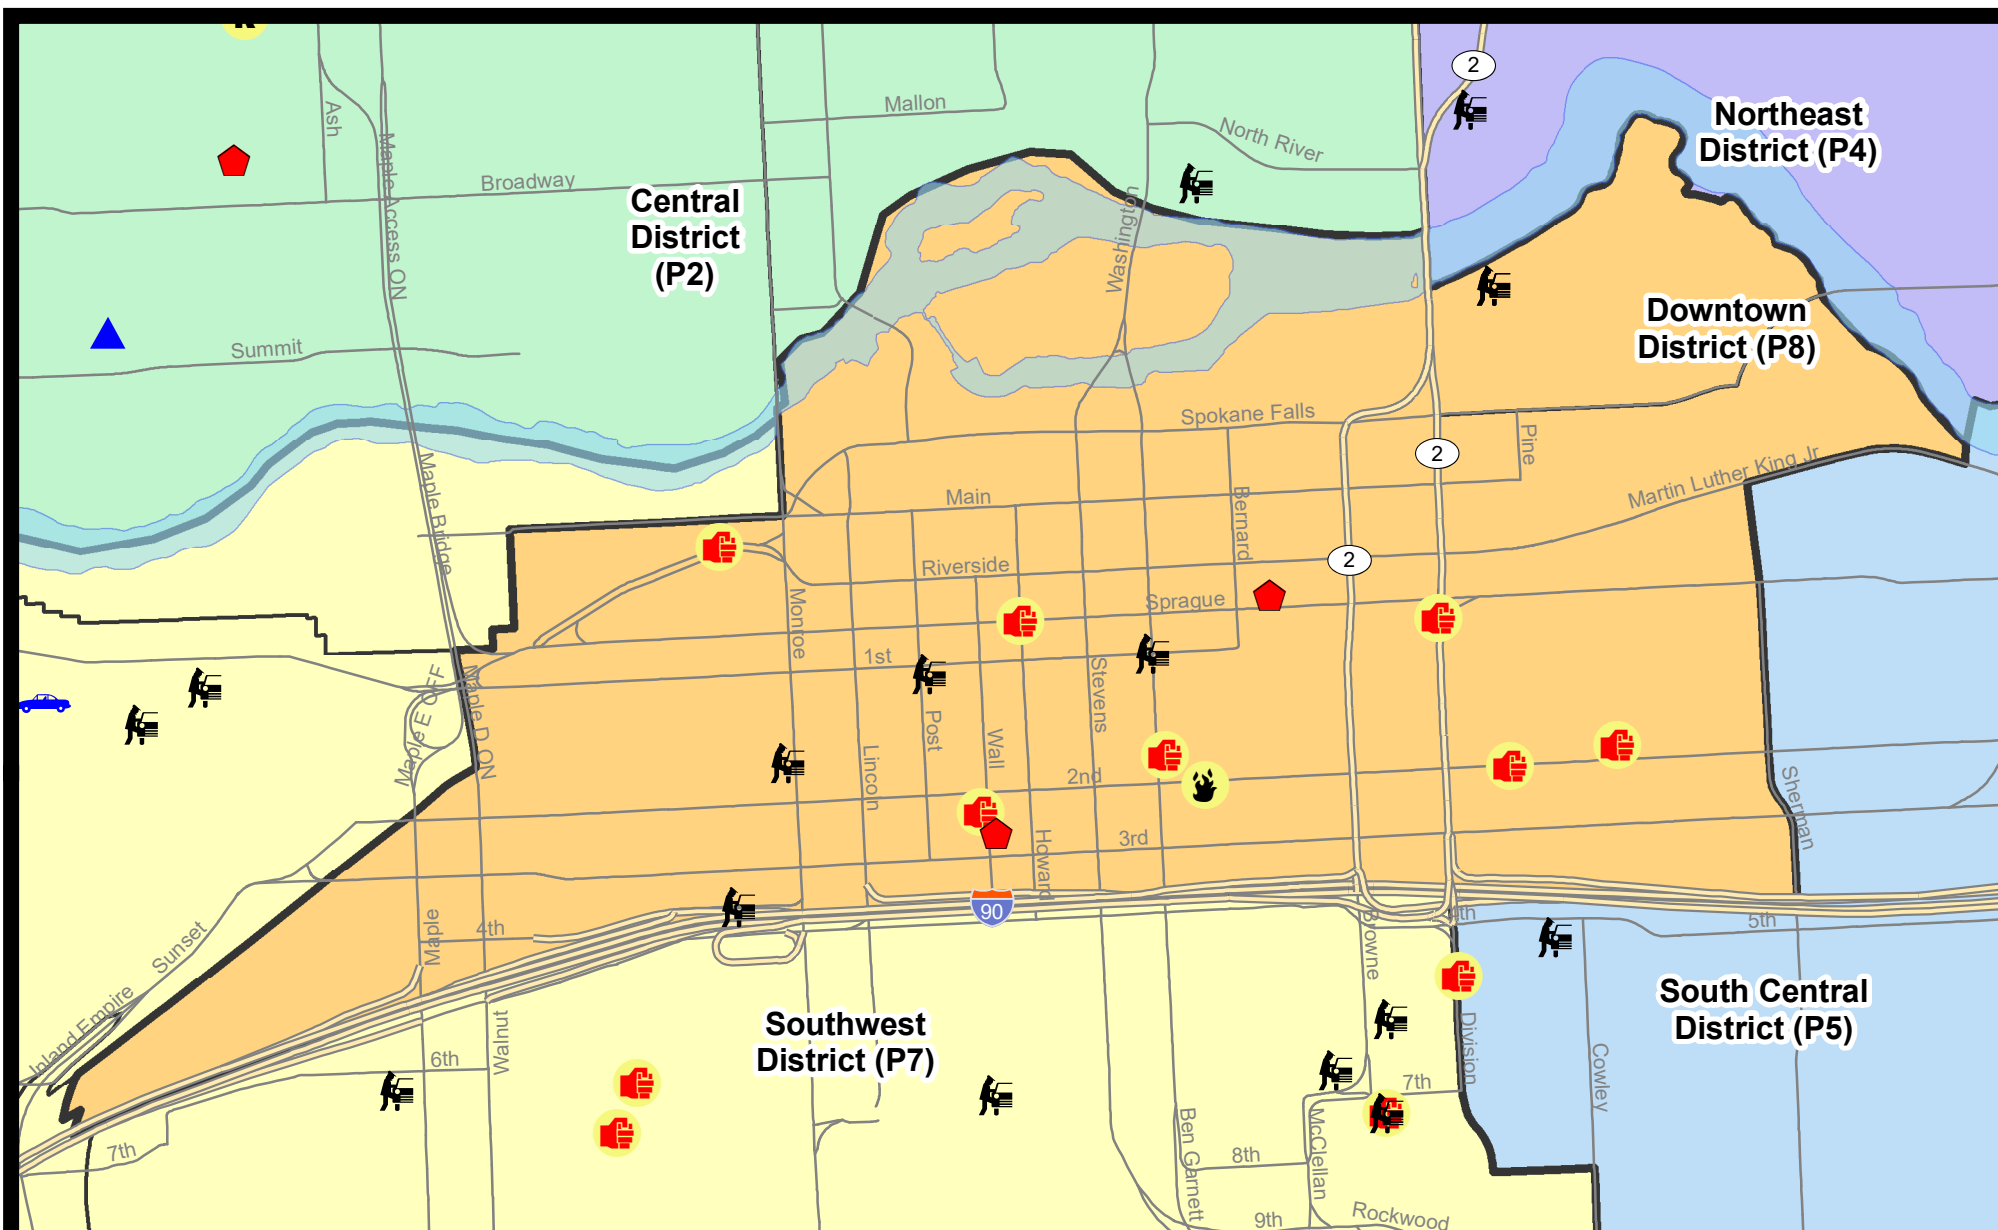 2
Northeast
District (P4)
Mallon
Ash
North River
Maple Access ON
Broadway
Central
District
(P2)
Washington
Downtown
District (P8)
Summit
Spokane Falls
2
Pine
Martin Luther King Jr
Maple Bridge
Main
Bernard
2
Riverside
Sprague
Monroe
1st
Stevens
Maple E OFF
Maple D ON
Post
Wall
Lincoln
2nd
Sherman
3rd
Howard
90
Maple
4th
Sunset
Browne
4th
5th
Inland Empire
South Central
District (P5)
Southwest
District (P7)
Walnut
6th
Division
Cowley
7th
7th
Ben Garnett
McClellan
8th
9th
Rockwood